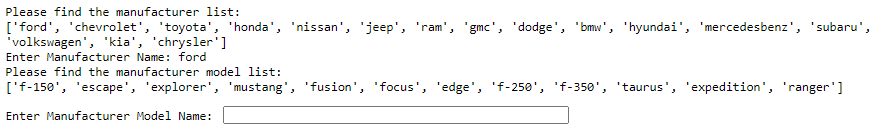 Please find the manufacturer list:
['ford', 'chevrolet', 'toyota', 'honda', 'nissan', 'jeep', 'ram', 'gmc', 'dodge', 'bmw', 'hyundai', 'mercedesbenz', 'subaru',
'volkswagen', 'kia', 'chrysler']
Enter Manufacturer Name: ford
Please find the manufacturer model list:
['f-150', 'escape', 'explorer', 'mustang', 'fusion', 'focus', 'edge', 'f-250', 'f-350', 'taurus', 'expedition', 'ranger']
Enter Manufacturer Model Name: